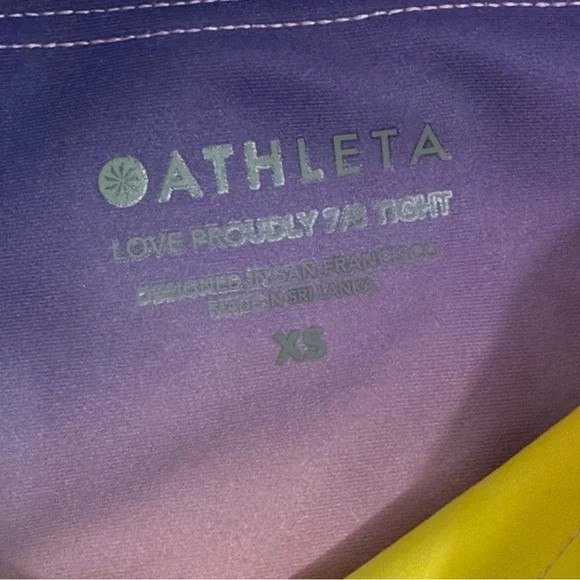 ATHLETA
LOVE PROUDLY 7/8 TIGHT
DESIGNED IN SAN FRANCISCO
MADE IN SRI LANKA
XS